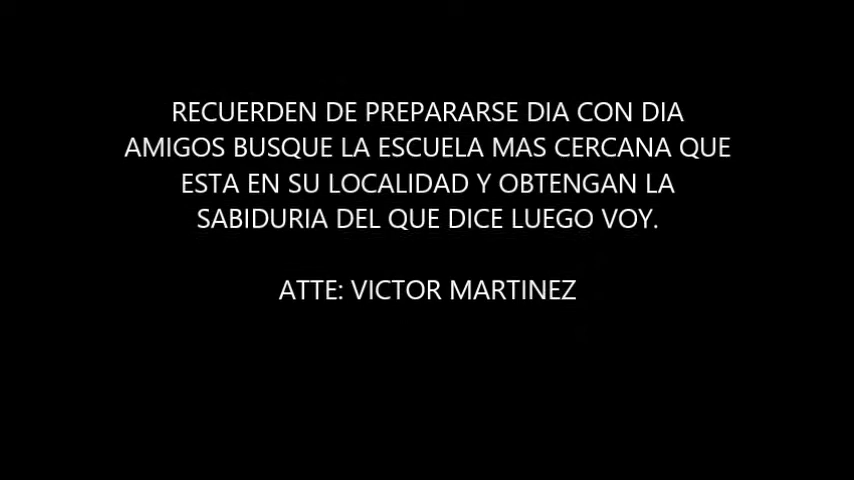 RECUERDEN DE PREPARARSE DIA CON DIA
AMIGOS BUSQUE LA ESCUELA MAS CERCANA QUE
ESTA EN SU LOCALIDAD Y OBTENGAN LA
SABIDURIA DEL QUE DICE LUEGO VOY.
ATTE: VICTOR MARTINEZ